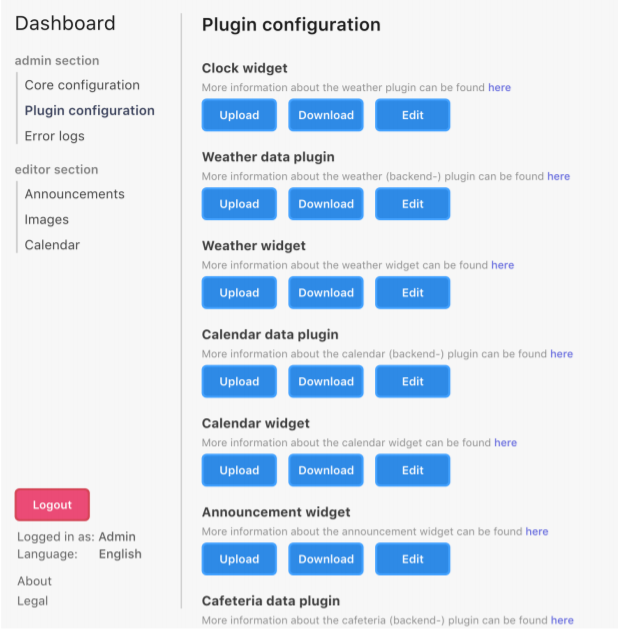 Dashboard
admin section
Core configuration
Plugin configuration
Error logs
editor section
Announcements
Images
Calendar
Logout
Logged in as: Admin
Language: English
About
Legal
Plugin configuration
Clock widget
More information about the weather plugin can be found here
Upload Download Edit
Weather data plugin
More information about the weather (backend-) plugin can be found here
Upload Download Edit
Weather widget
More information about the weather widget can be found here
Upload Download Edit
Calendar data plugin
More information about the calendar (backend-) plugin can be found here
Upload Download Edit
Calendar widget
More information about the calendar widget can be found here
Upload Download Edit
Announcement widget
More information about the announcement widget can be found here
Upload Download Edit
Cafeteria data plugin
More information about the cafeteria (backend-) plugin can be found here